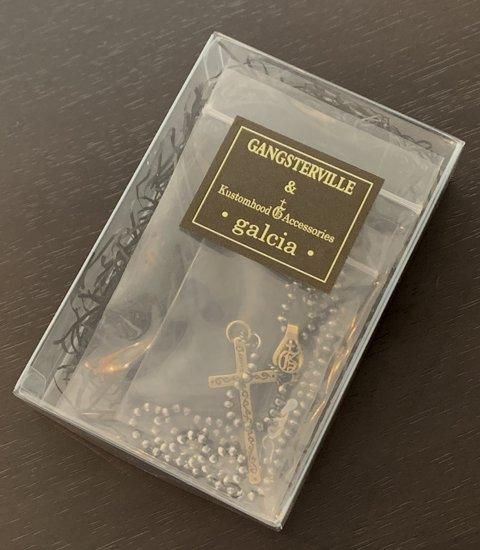 GANGSTERVILLE
&
Kustomhood G Accessories
• galcia •